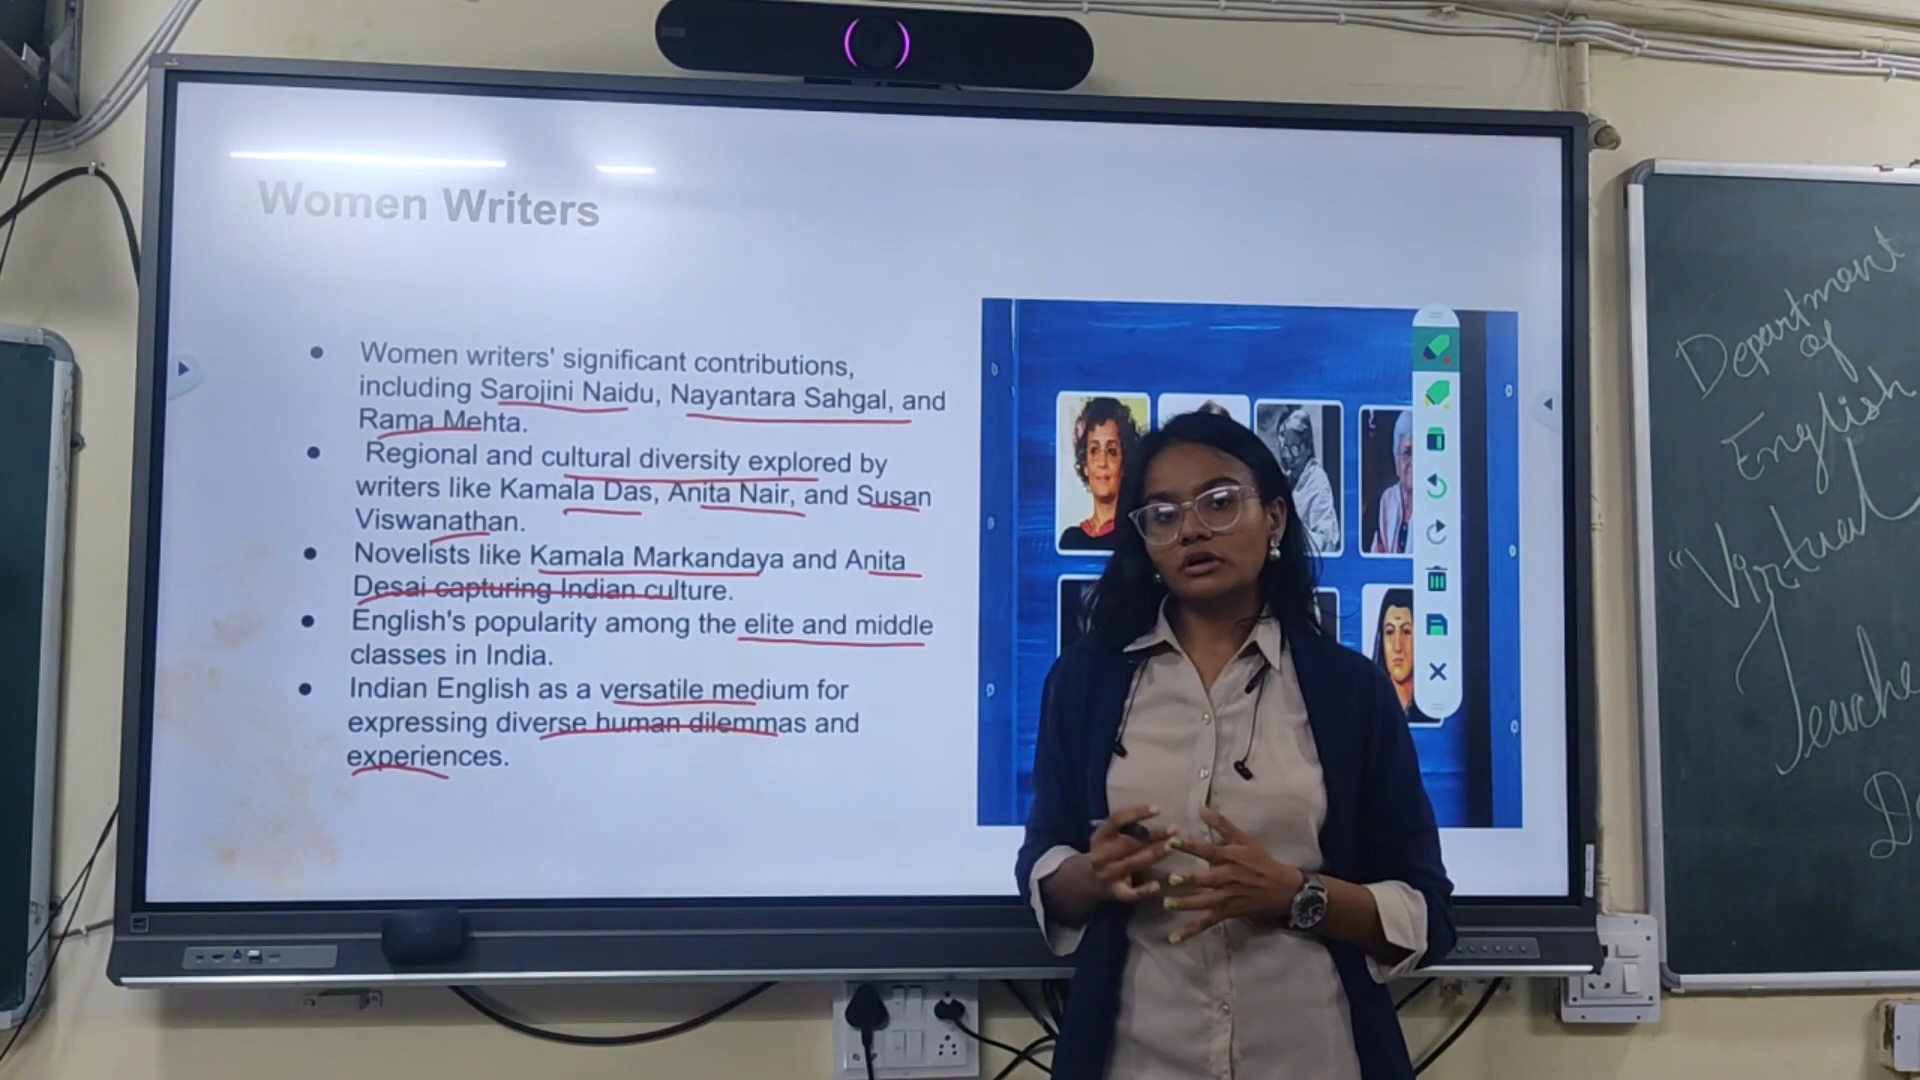 Women Writers
● Women writers' significant contributions,
including Sarojini Naidu, Nayantara Sahgal, and
Rama Mehta.
● Regional and cultural diversity explored by
writers like Kamala Das, Anita Nair, and Susan
Viswanathan.
● Novelists like Kamala Markandaya and Anita
Desai capturing Indian culture.
● English's popularity among the elite and middle
classes in India.
● Indian English as a versatile medium for
expressing diverse human dilemmas and
experiences.
Department
of
English
"Virtual
Teache